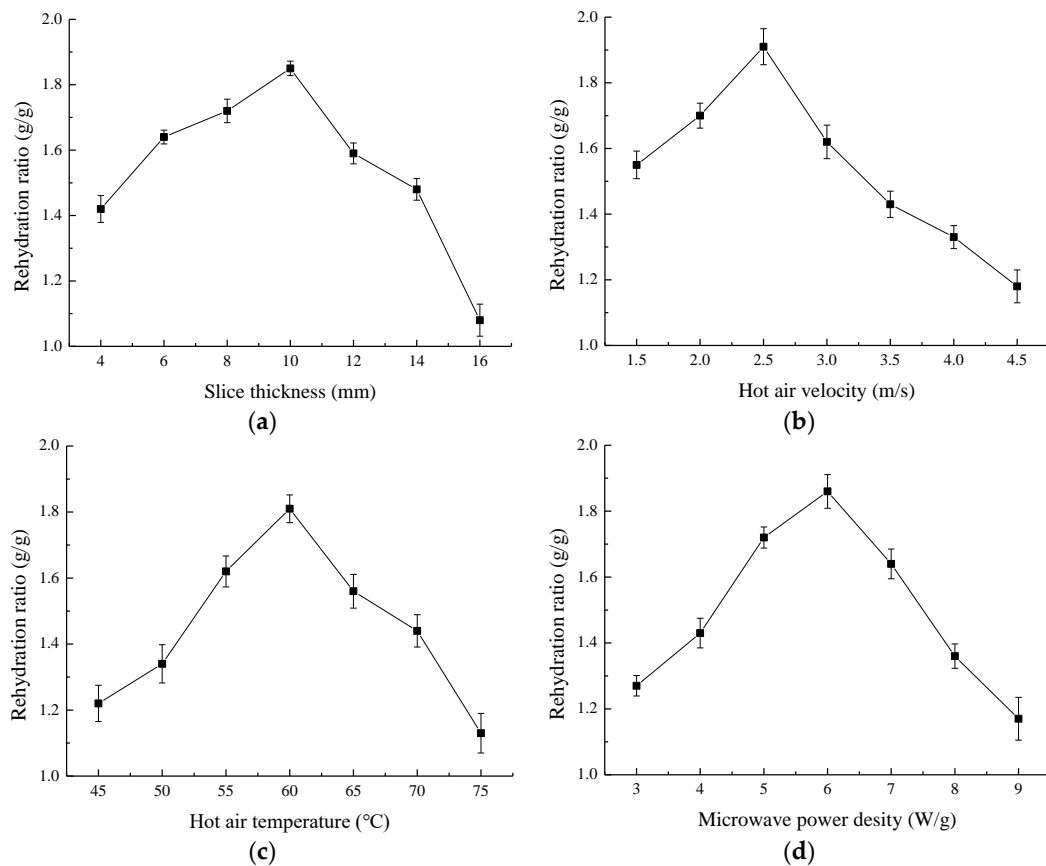 2.0
1.8
1.6
1.4
1.2
1.0
Rehydration ratio (g/g)
4 6 8 10 12 14 16
Slice thickness (mm)
(a)
2.0
1.8
1.6
1.4
1.2
1.0
Rehydration ratio (g/g)
1.5 2.0 2.5 3.0 3.5 4.0 4.5
Hot air velocity (m/s)
(b)
2.0
1.8
1.6
1.4
1.2
1.0
Rehydration ratio (g/g)
45 50 55 60 65 70 75
Hot air temperature (℃)
(c)
2.0
1.8
1.6
1.4
1.2
1.0
Rehydration ratio (g/g)
3 4 5 6 7 8 9
Microwave power desity (W/g)
(d)